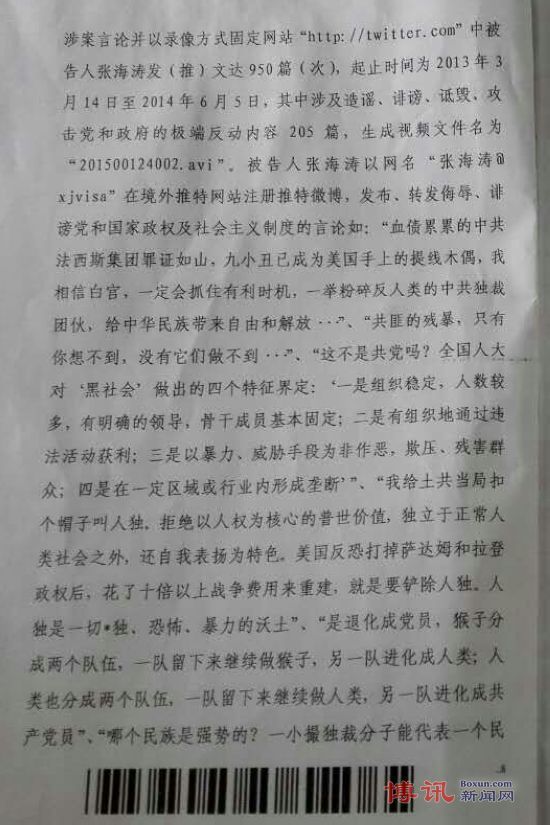 涉案言论并以录像方式固定网站“http://twitter.com”中被
告人张海涛发（推）文达950篇（次），起止时间为2013年3
月14日至2014年6月5日，其中涉及造谣、诽谤、诋毁、攻
击党和政府的极端反动内容205篇，生成视频文件名为
“201500124002.avi”。被告人张海涛以网名“张海涛@
xjvisa”在境外推特网站注册推特微博，发布、转发侮辱、诽
谤党和国家政权及社会主义制度的言论如：“血债累累的中共
法西斯集团罪证如山，九小丑已成为美国手上的提线木偶，我
相信白宫，一定会抓住有利时机，一举粉碎反人类的中共独裁
团伙，给中华民族带来自由和解放…”、“共匪的残暴，只有
你想不到，没有它们做不到…”、“这不是共党吗？全国人大
对‘黑社会’做出的四个特征界定：‘一是组织稳定，人数较
多，有明确的领导，骨干成员基本固定；二是有组织地通过违
法活动获利；三是以暴力、威胁手段为非作恶，欺压、残害群
众；四是在一定区域或行业内形成垄断’”、“我给土共当局扣
个帽子叫人独，拒绝以人权为核心的普世价值，独立于正常人
类社会之外，还自我表扬为特色。美国反恐打掉萨达姆和拉登
政权后，花了十倍以上战争费用来重建，就是要铲除人独。人
独是一切*独、恐怖、暴力的沃土”、“是退化成党员，猴子分
成两个队伍，一队留下来继续做猴子，另一队进化成人类；人
类也分成两个队伍，一队留下来继续做人类，另一队进化成共
产党员”、“哪个民族是强势的？一小撮独裁分子能代表一个民
博讯 Boxun.com
新闻网